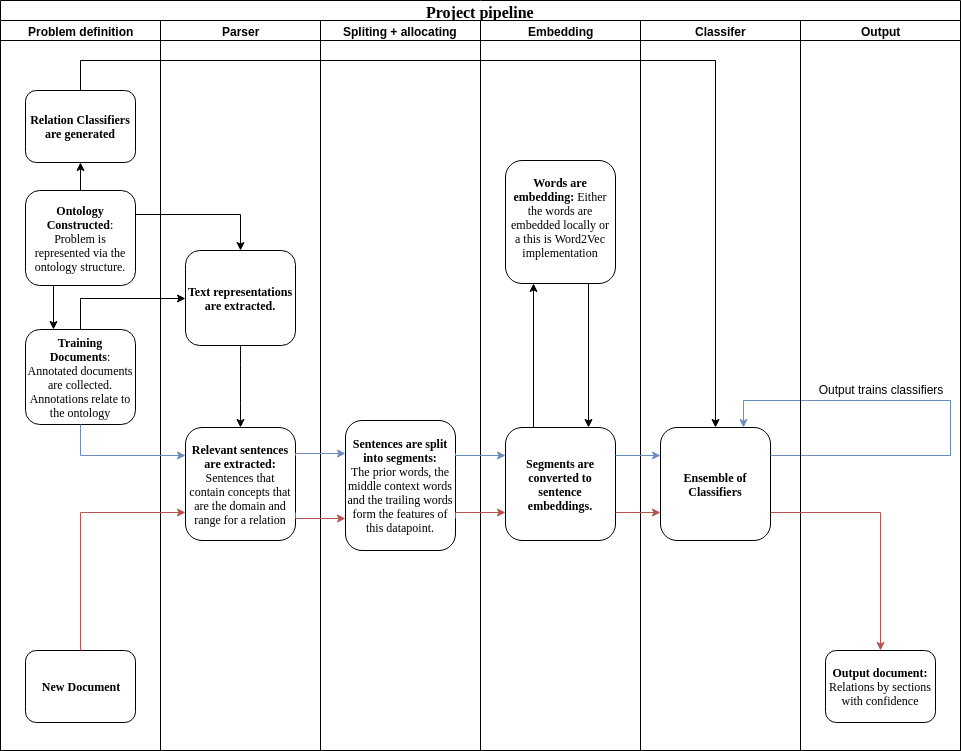 Project pipeline
Problem definition
Parser
Spliting + allocating
Embedding
Classifer
Output
Relation Classifiers
are generated
Ontology
Constructed:
Problem is
represented via the
ontology structure.
Training
Documents:
Annotated documents
are collected.
Annotations relate to
the ontology
New Document
Text representations
are extracted.
Relevant sentences
are extracted:
Sentences that
contain concepts that
are the domain and
range for a relation
Sentences are split
into segments:
The prior words, the
middle context words
and the trailing words
form the features of
this datapoint.
Words are
embedding: Either
the words are
embedded locally or
a this is Word2Vec
implementation
Segments are
converted to
sentence
embeddings.
Ensemble of
Classifiers
Output trains classifiers
Output document:
Relations by sections
with confidence